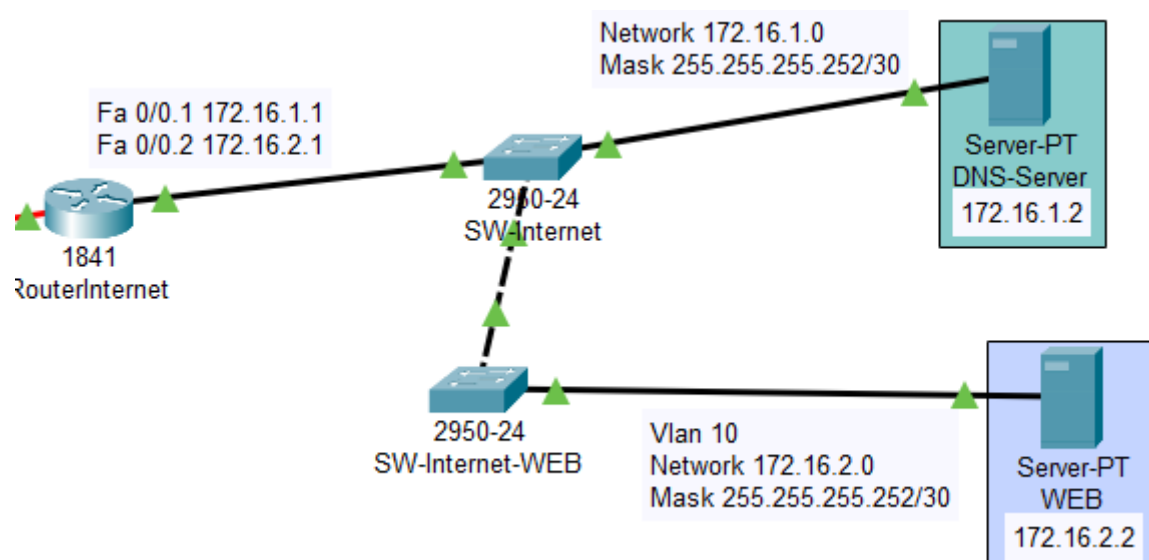 Network 172.16.1.0
Mask 255.255.255.252/30
Fa 0/0.1 172.16.1.1
Fa 0/0.2 172.16.2.1
Server-PT
DNS-Server
172.16.1.2
2950-24
SW-Internet
1841
RouterInternet
2950-24
SW-Internet-WEB
Vlan 10
Network 172.16.2.0
Mask 255.255.255.252/30
Server-PT
WEB
172.16.2.2